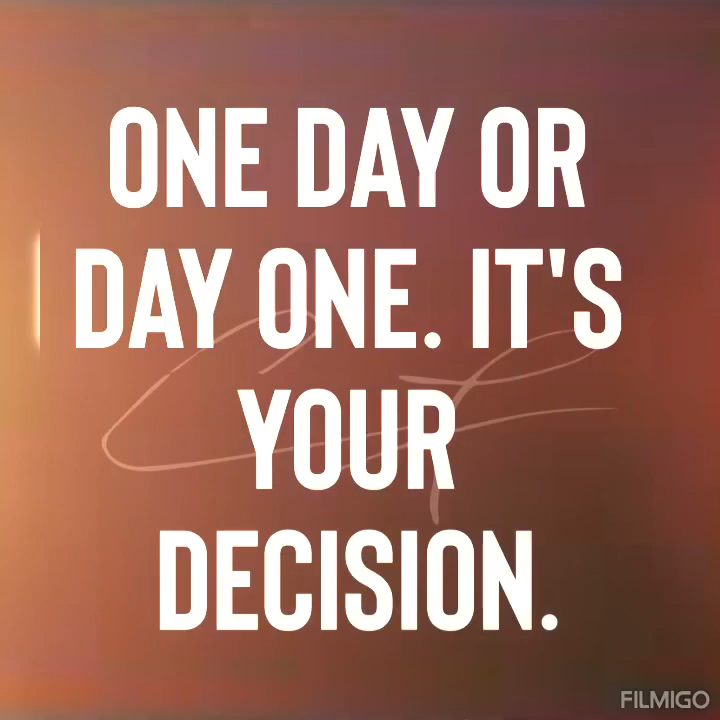 ONE DAY OR
DAY ONE. IT'S
YOUR
DECISION.
FILMIGO